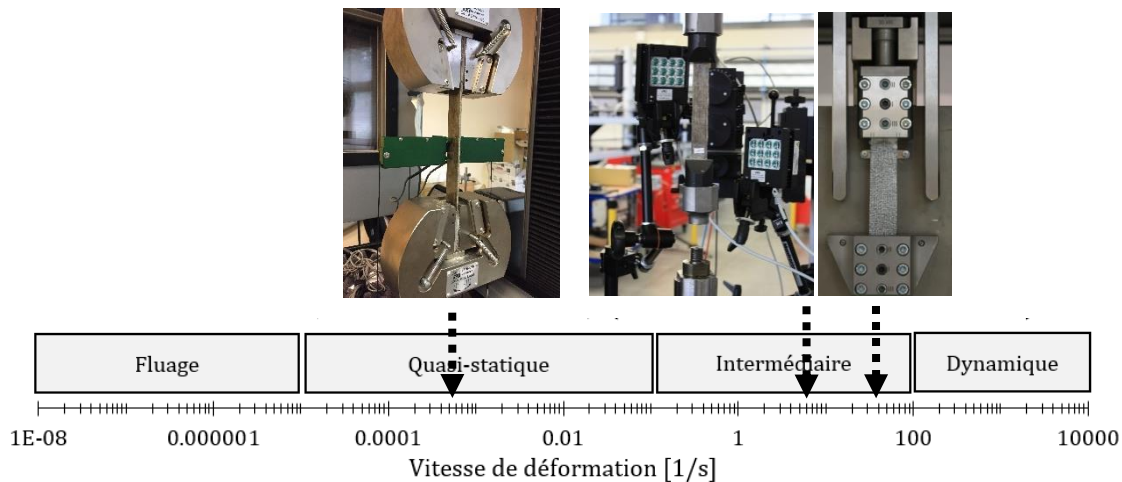 Fluage
Quasi-statique
Intermédiaire
Dynamique
1E-08
0.000001
0.0001
0.01
1
100
10000
Vitesse de déformation [1/s]